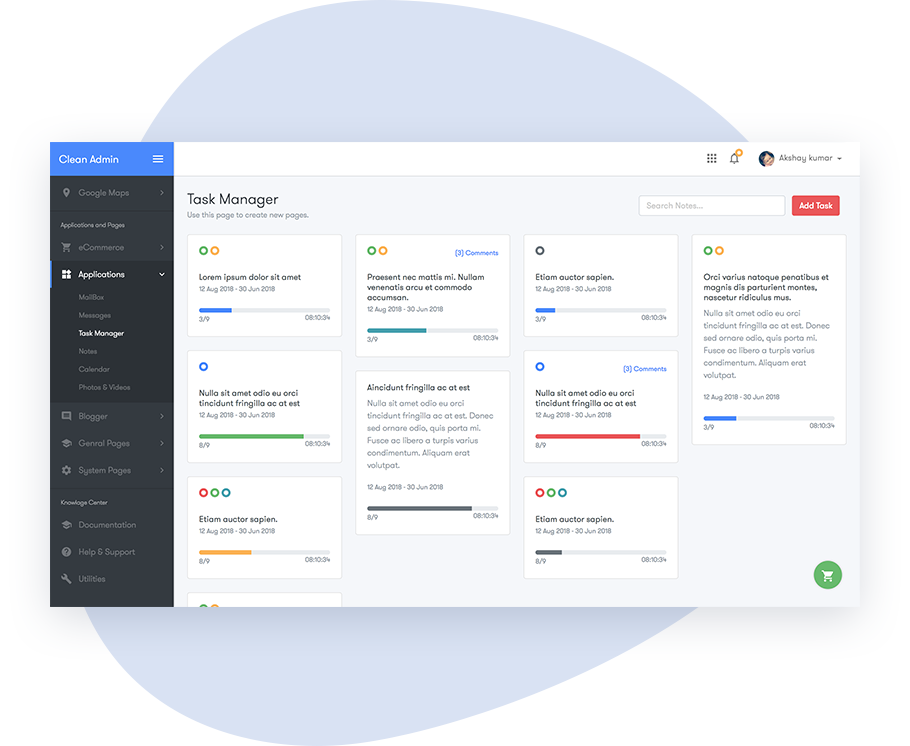 Clean Admin
Akshay kumar
Google Maps
Applications and Pages
eCommerce
Applications
MailBox
Messages
Task Manager
Notes
Calendar
Photos & Videos
Blogger
Genral Pages
System Pages
Knowlage Center
Documentation
Help & Support
Utilities
Task Manager
Use this page to create new pages.
Search Notes...
Add Task
Lorem ipsum dolor sit amet
12 Aug 2018 - 30 Jun 2018
3/9 08:10:34
Nulla sit amet odio eu orci
tincidunt fringilla ac at est
12 Aug 2018 - 30 Jun 2018
8/9 08:10:34
Etiam auctor sapien.
12 Aug 2018 - 30 Jun 2018
8/9 08:10:34
(3) Comments
Praesent nec mattis mi. Nullam
venenatis arcu et commodo
accumsan.
12 Aug 2018 - 30 Jun 2018
3/9 08:10:34
Aincidunt fringilla ac at est
Nulla sit amet odio eu orci
tincidunt fringilla ac at est. Donec
sed ornare odio, quis porta mi.
Fusce ac libero a turpis varius
condimentum. Aliquam erat
volutpat.
12 Aug 2018 - 30 Jun 2018
8/9 08:10:34
Etiam auctor sapien.
12 Aug 2018 - 30 Jun 2018
3/9 08:10:34
(3) Comments
Nulla sit amet odio eu orci
tincidunt fringilla ac at est
12 Aug 2018 - 30 Jun 2018
8/9 08:10:34
Etiam auctor sapien.
12 Aug 2018 - 30 Jun 2018
8/9 08:10:34
Orci varius natoque penatibus et
magnis dis parturient montes,
nascetur ridiculus mus.
Nulla sit amet odio eu orci
tincidunt fringilla ac at est. Donec
sed ornare odio, quis porta mi.
Fusce ac libero a turpis varius
condimentum. Aliquam erat
volutpat.
12 Aug 2018 - 30 Jun 2018
3/9 08:10:34